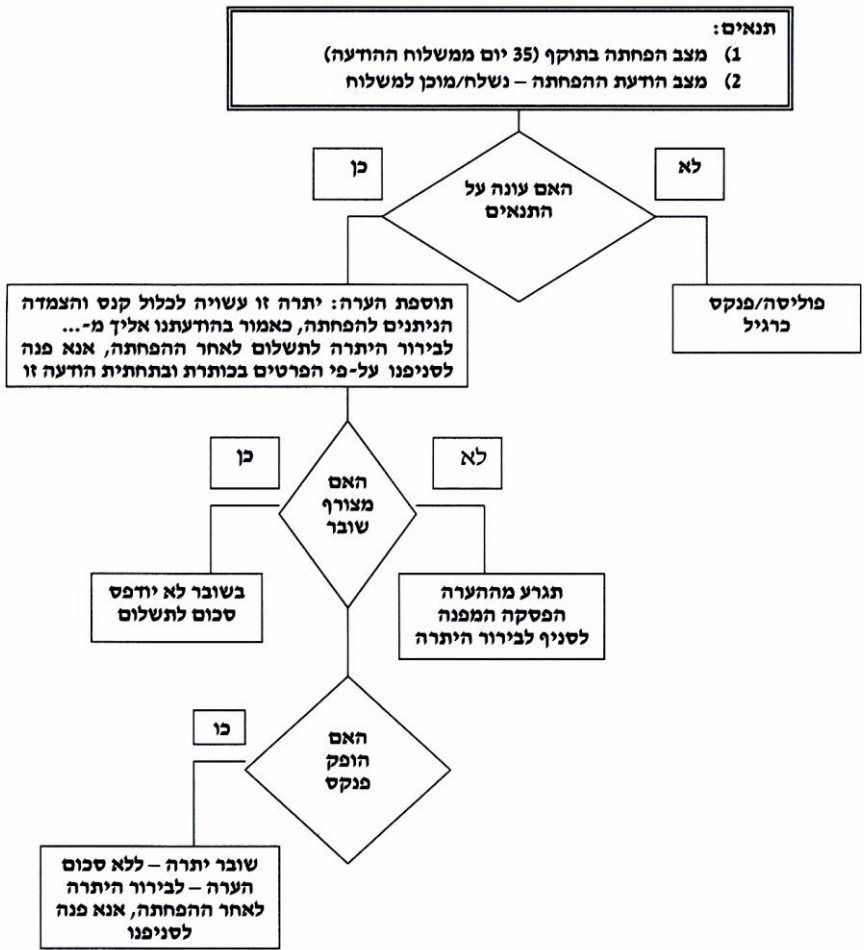 תנאים:
1) מצב הפחתה בתוקף (35 יום ממשלוח ההודעה)
2) מצב הודעת ההפחתה – נשלח/מוכן למשלוח
כן
לא
האם עונה על
התנאים
תוספת הערה: יתרה זו עשויה לכלול קנס והצמדה
הניתנים להפחתה, כאמור בהודעתנו אליך מ-...
לבירור היתרה לתשלום לאחר ההפחתה, אנא פנה
לסניפנו על-פי הפרטים בכותרת ובתחתית הודעה זו
פוליסה/פנקס
כרגיל
כן
לא
האם
מצורף
שובר
בשובר לא יודפס
סכום לתשלום
תגרע מההערה
הפסקה המפנה
לסניף לבירור היתרה
כו
האם
הופק
פנקס
שובר יתרה – ללא סכום
הערה – לבירור היתרה
לאחר ההפחתה, אנא פנה
לסניפנו